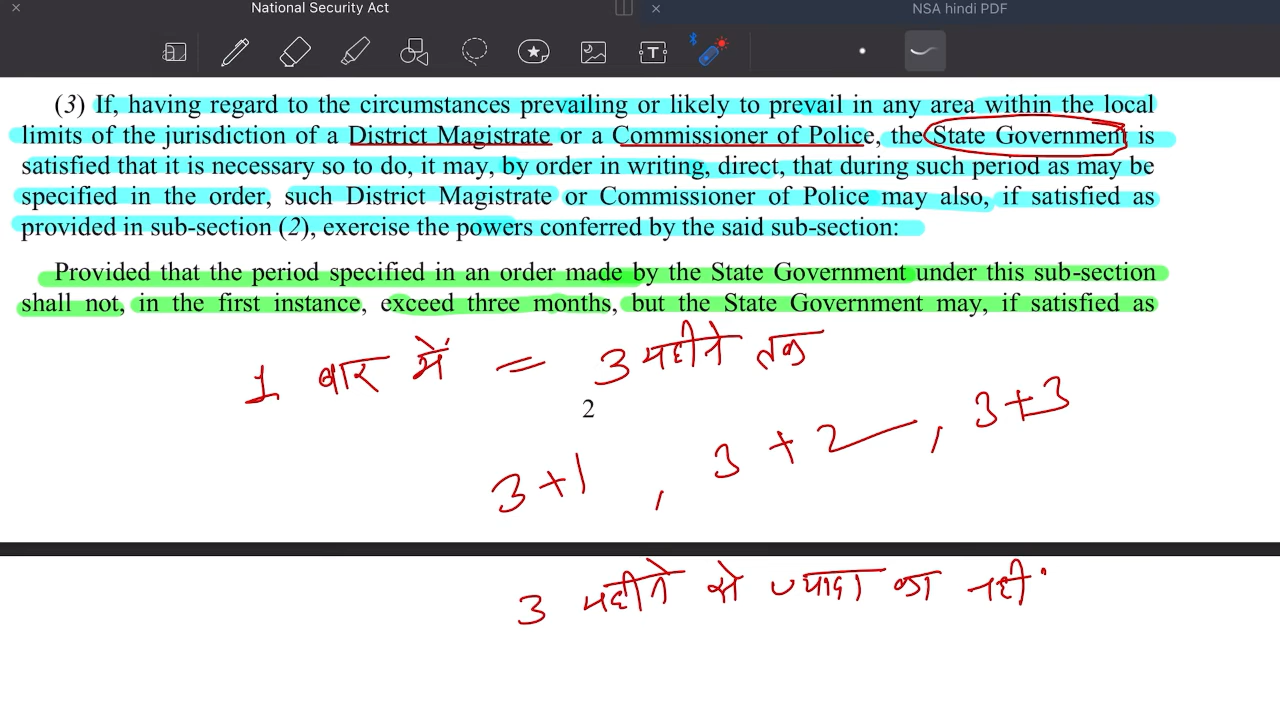 National Security Act
NSA hindi PDF
(3) If, having regard to the circumstances prevailing or likely to prevail in any area within the local
limits of the jurisdiction of a District Magistrate or a Commissioner of Police, the State Government is
satisfied that it is necessary so to do, it may, by order in writing, direct, that during such period as may be
specified in the order, such District Magistrate or Commissioner of Police may also, if satisfied as
provided in sub-section (2), exercise the powers conferred by the said sub-section:
Provided that the period specified in an order made by the State Government under this sub-section
shall not, in the first instance, exceed three months, but the State Government may, if satisfied as
1 बार में = 3 महीने तक
2
3+1 , 3+2 , 3+3
3 महीने से ज्यादा का नहीं